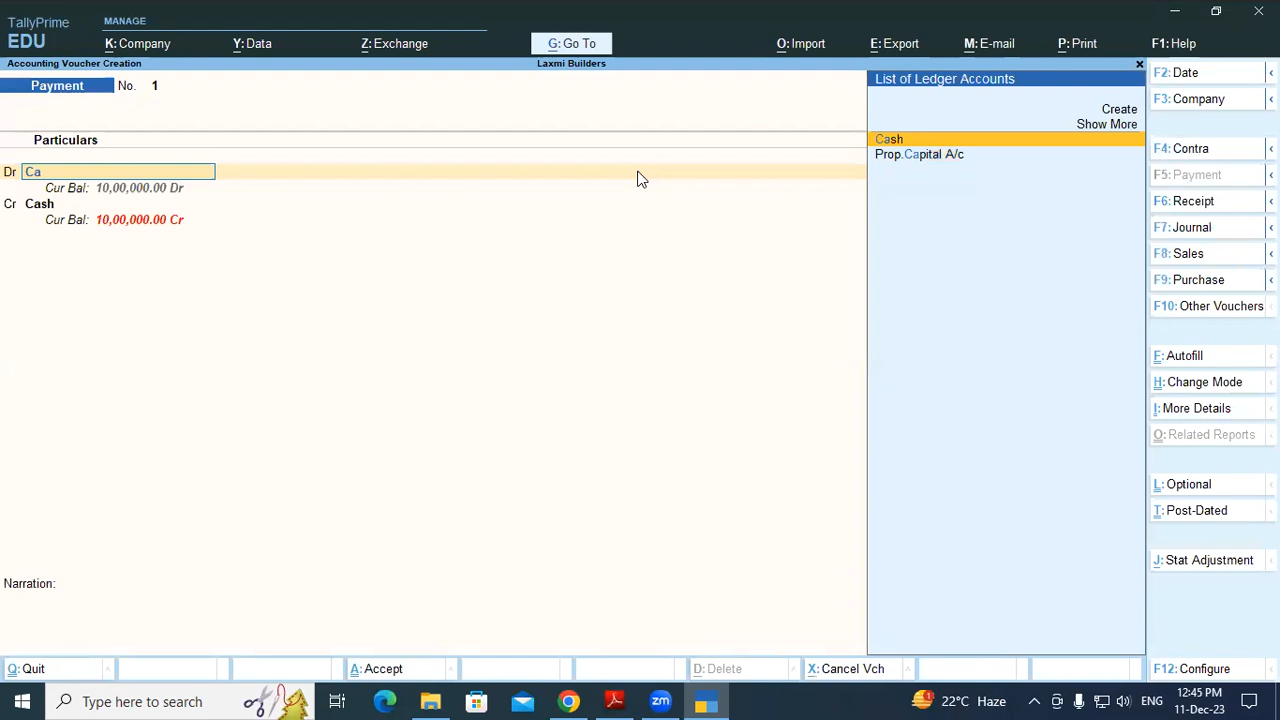 TallyPrime
EDU
MANAGE
K: Company
Y: Data
Z: Exchange
G: Go To
O: Import
E: Export
M: E-mail
P: Print
F1: Help
Accounting Voucher Creation
Laxmi Builders
Payment
No. 1
Particulars
Dr Ca
Cur Bal: 10,00,000.00 Dr
Cr Cash
Cur Bal: 10,00,000.00 Cr
Narration:
List of Ledger Accounts
Create
Show More
Cash
Prop.Capital A/c
F2: Date
F3: Company
F4: Contra
F5: Payment
F6: Receipt
F7: Journal
F8: Sales
F9: Purchase
F10: Other Vouchers
F: Autofill
H: Change Mode
I: More Details
O: Related Reports
L: Optional
T: Post-Dated
J: Stat Adjustment
Q: Quit
A: Accept
D: Delete
X: Cancel Vch
F12: Configure
Type here to search
22°C Haze
ENG
12:45 PM
11-Dec-23